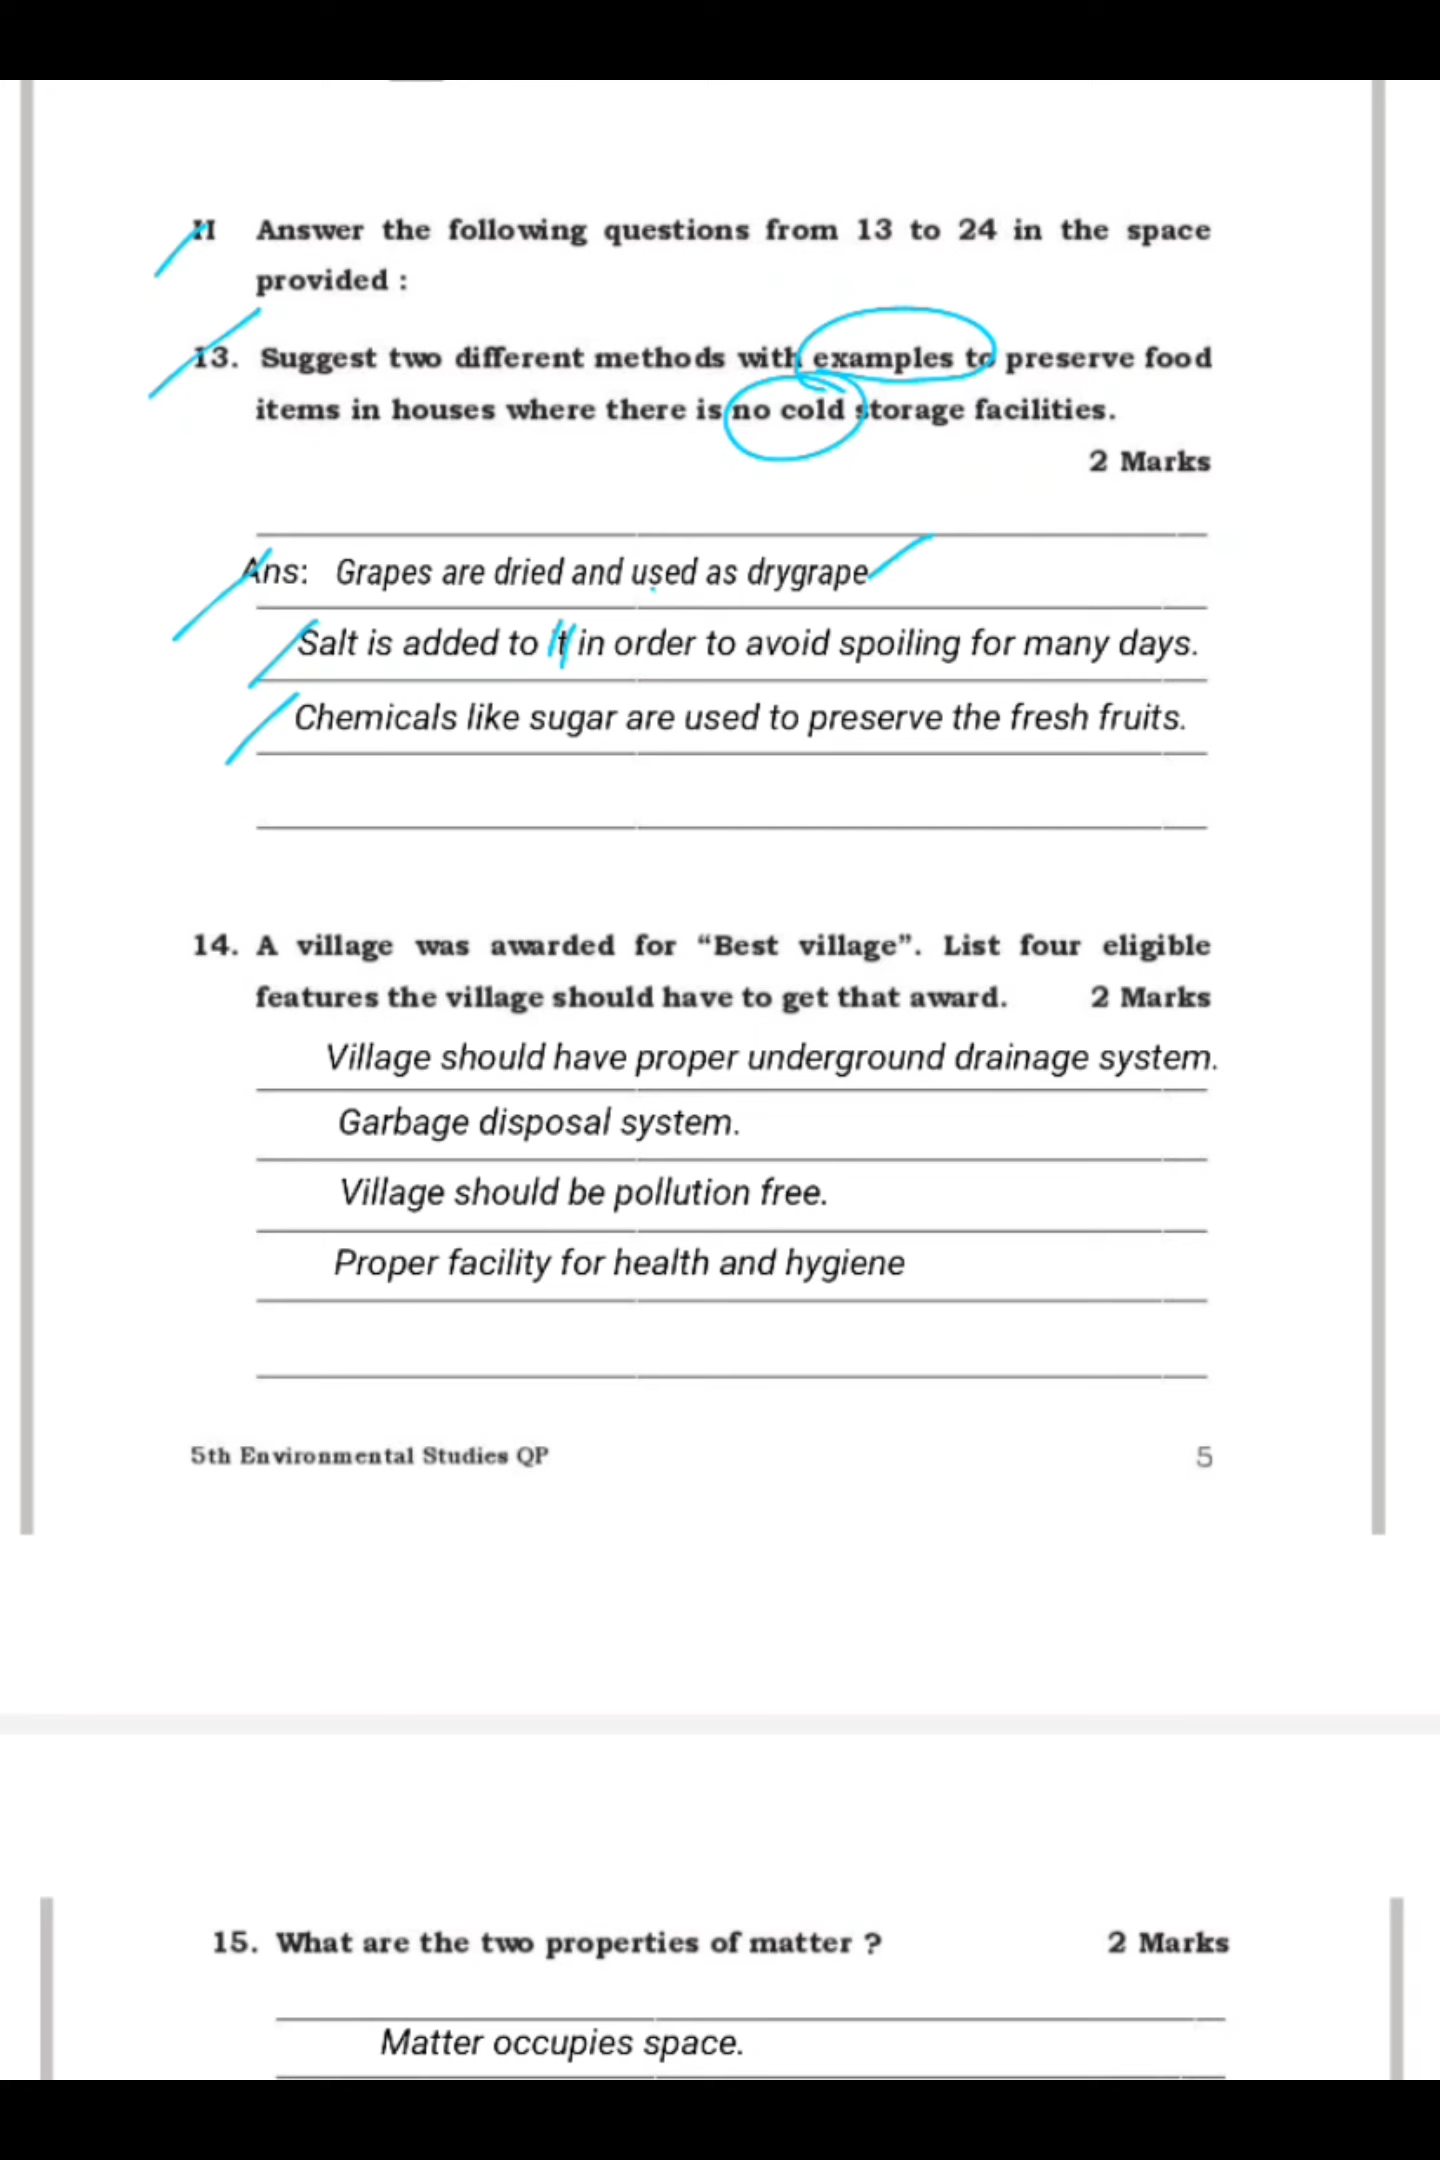 II Answer the following questions from 13 to 24 in the space
provided :
13. Suggest two different methods with examples to preserve food
items in houses where there is no cold storage facilities.
2 Marks
Ans: Grapes are dried and used as drygrape
Salt is added to it in order to avoid spoiling for many days.
Chemicals like sugar are used to preserve the fresh fruits.
14. A village was awarded for “Best village”. List four eligible
features the village should have to get that award. 2 Marks
Village should have proper underground drainage system.
Garbage disposal system.
Village should be pollution free.
Proper facility for health and hygiene
5th Environmental Studies QP 5
15. What are the two properties of matter ? 2 Marks
Matter occupies space.